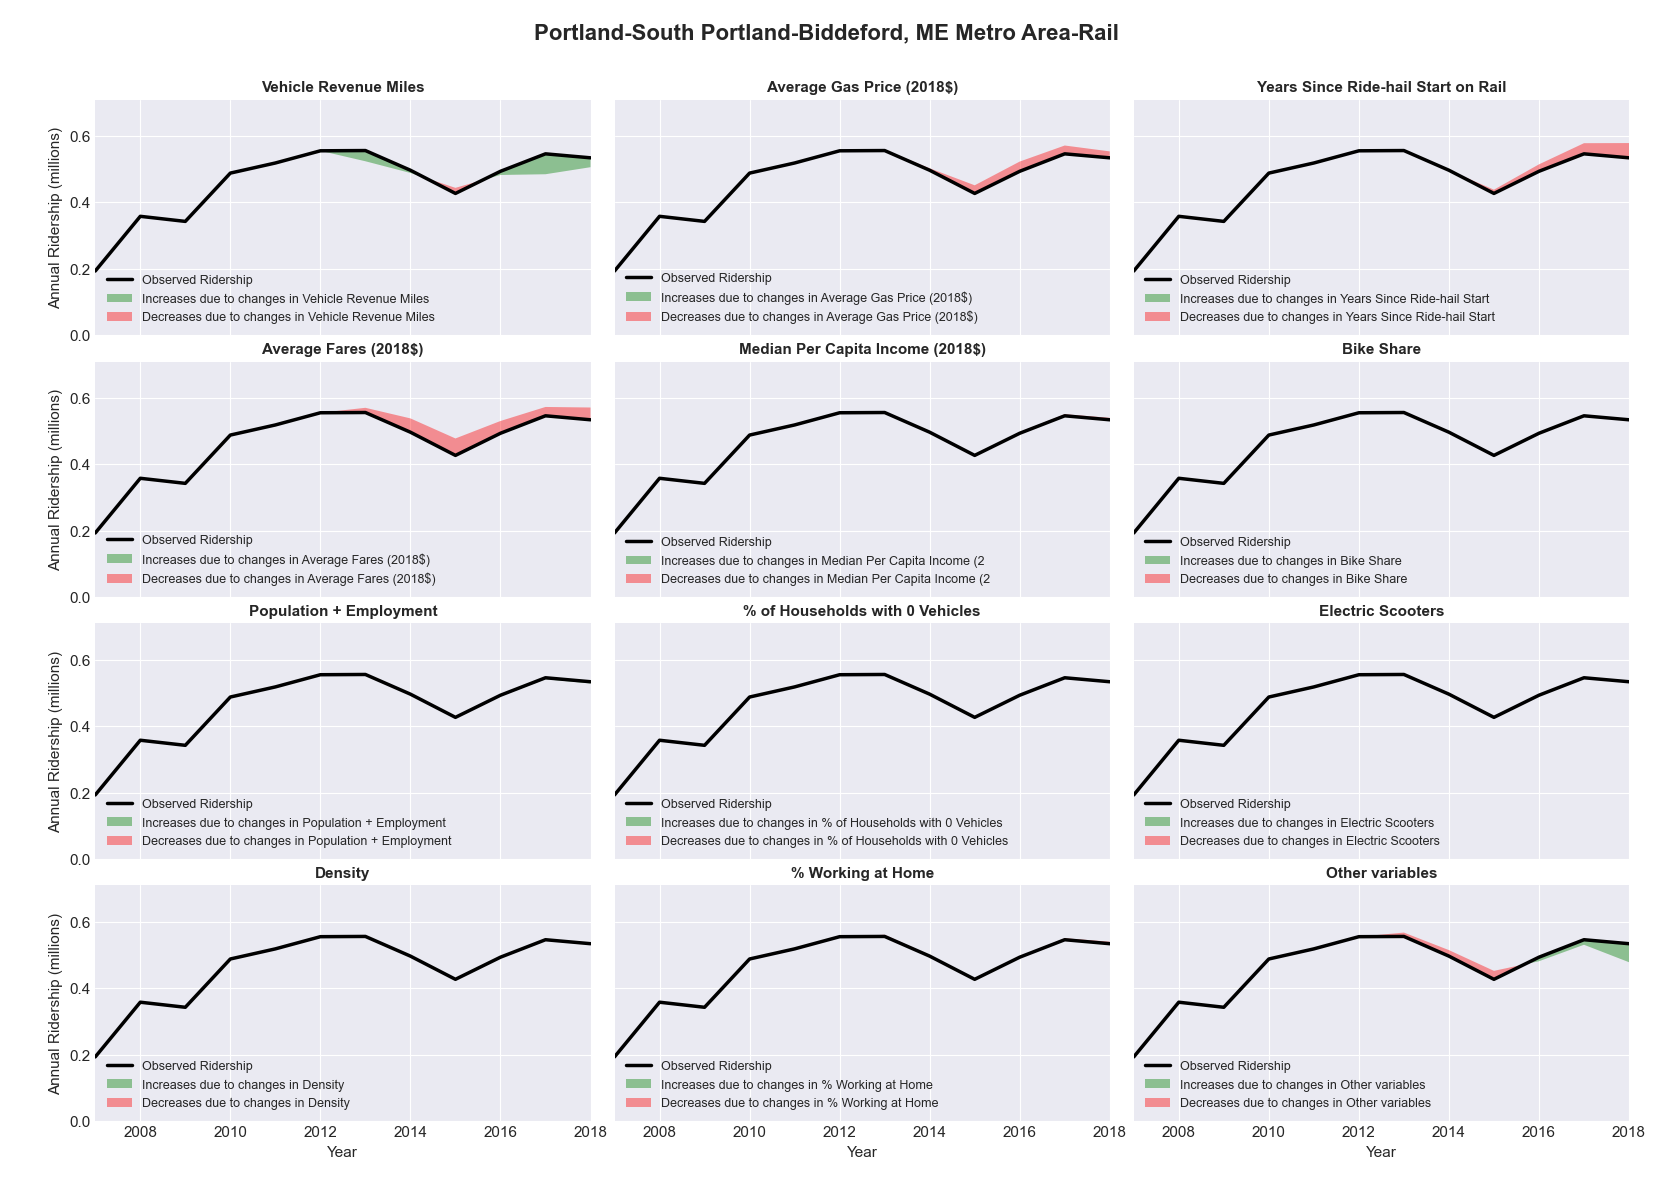 Portland-South Portland-Biddeford, ME Metro Area-Rail
Vehicle Revenue Miles
Annual Ridership (millions)
0.6
0.4
0.2
0.0
Observed Ridership
Increases due to changes in Vehicle Revenue Miles
Decreases due to changes in Vehicle Revenue Miles
Average Gas Price (2018$)
Observed Ridership
Increases due to changes in Average Gas Price (2018$)
Decreases due to changes in Average Gas Price (2018$)
Years Since Ride-hail Start on Rail
Observed Ridership
Increases due to changes in Years Since Ride-hail Start
Decreases due to changes in Years Since Ride-hail Start
Average Fares (2018$)
Annual Ridership (millions)
0.6
0.4
0.2
0.0
Observed Ridership
Increases due to changes in Average Fares (2018$)
Decreases due to changes in Average Fares (2018$)
Median Per Capita Income (2018$)
Observed Ridership
Increases due to changes in Median Per Capita Income (2
Decreases due to changes in Median Per Capita Income (2
Bike Share
Observed Ridership
Increases due to changes in Bike Share
Decreases due to changes in Bike Share
Population + Employment
Annual Ridership (millions)
0.6
0.4
0.2
0.0
Observed Ridership
Increases due to changes in Population + Employment
Decreases due to changes in Population + Employment
% of Households with 0 Vehicles
Observed Ridership
Increases due to changes in % of Households with 0 Vehicles
Decreases due to changes in % of Households with 0 Vehicles
Electric Scooters
Observed Ridership
Increases due to changes in Electric Scooters
Decreases due to changes in Electric Scooters
Density
Annual Ridership (millions)
0.6
0.4
0.2
0.0
Observed Ridership
Increases due to changes in Density
Decreases due to changes in Density
2008 2010 2012 2014 2016 2018
Year
% Working at Home
Observed Ridership
Increases due to changes in % Working at Home
Decreases due to changes in % Working at Home
2008 2010 2012 2014 2016 2018
Year
Other variables
Observed Ridership
Increases due to changes in Other variables
Decreases due to changes in Other variables
2008 2010 2012 2014 2016 2018
Year